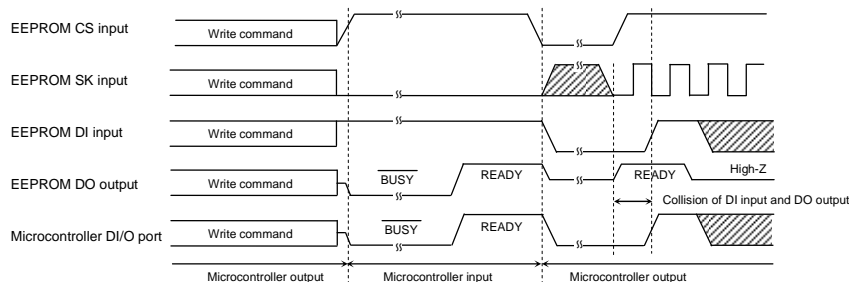 EEPROM CS input
Write command
EEPROM SK input
Write command
EEPROM DI input
Write command
EEPROM DO output
Write command
BUSY
READY
READY
High-Z
Collision of DI input and DO output
Microcontroller DI/O port
Write command
BUSY
READY
Microcontroller output
Microcontroller input
Microcontroller output